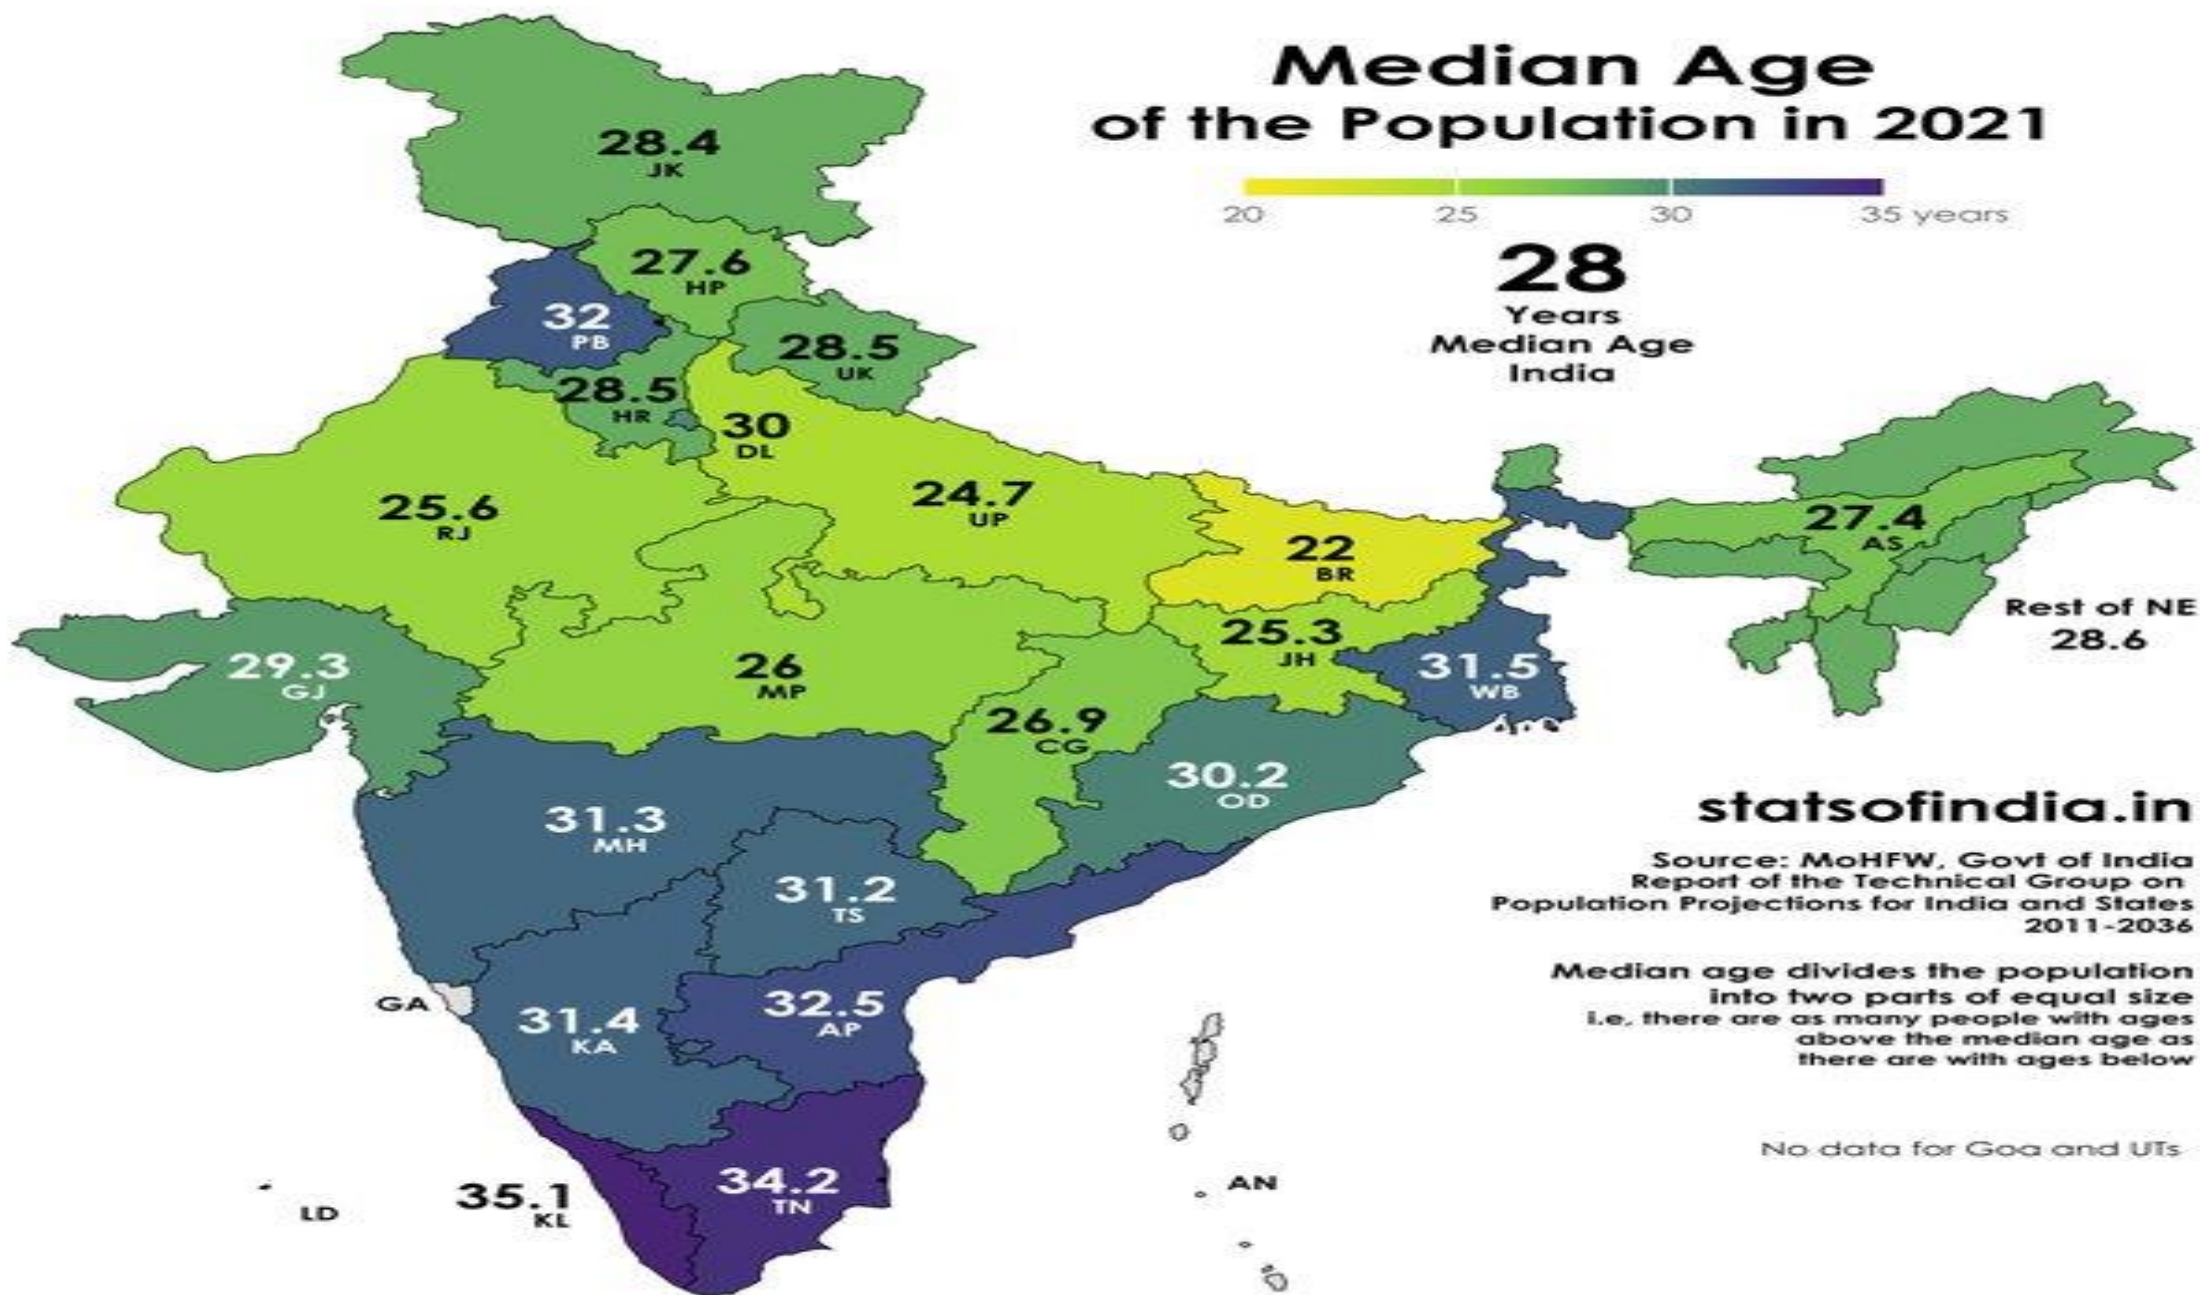 Median Age
of the Population in 2021
20 25 30 35 years
28
Years
Median Age
India
28.4
JK
27.6
HP
32
PB
28.5
UK
28.5
HR
30
DL
25.6
RJ
24.7
UP
22
BR
27.4
AS
Rest of NE
28.6
25.3
JH
29.3
GJ
26
MP
31.5
WB
26.9
CG
30.2
OD
31.3
MH
31.2
TS
GA
31.4
KA
32.5
AP
35.1
KL
34.2
TN
LD
AN
statsofindia.in
Source: MoHFW, Govt of India
Report of the Technical Group on
Population Projections for India and States
2011-2036
Median age divides the population
into two parts of equal size
i.e, there are as many people with ages
above the median age as
there are with ages below
No data for Goa and UTs